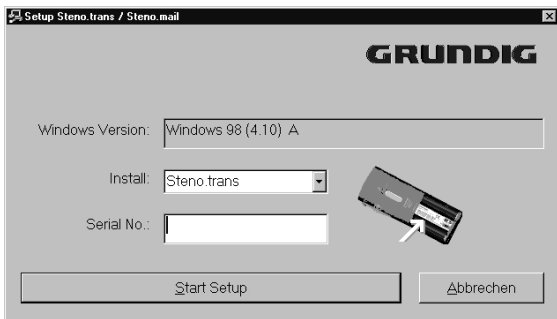 Setup Steno.trans / Steno.mail
GRUNDIG
Windows Version: Windows 98 (4.10) A
Install: Steno.trans
Serial No.:
Start Setup
Abbrechen